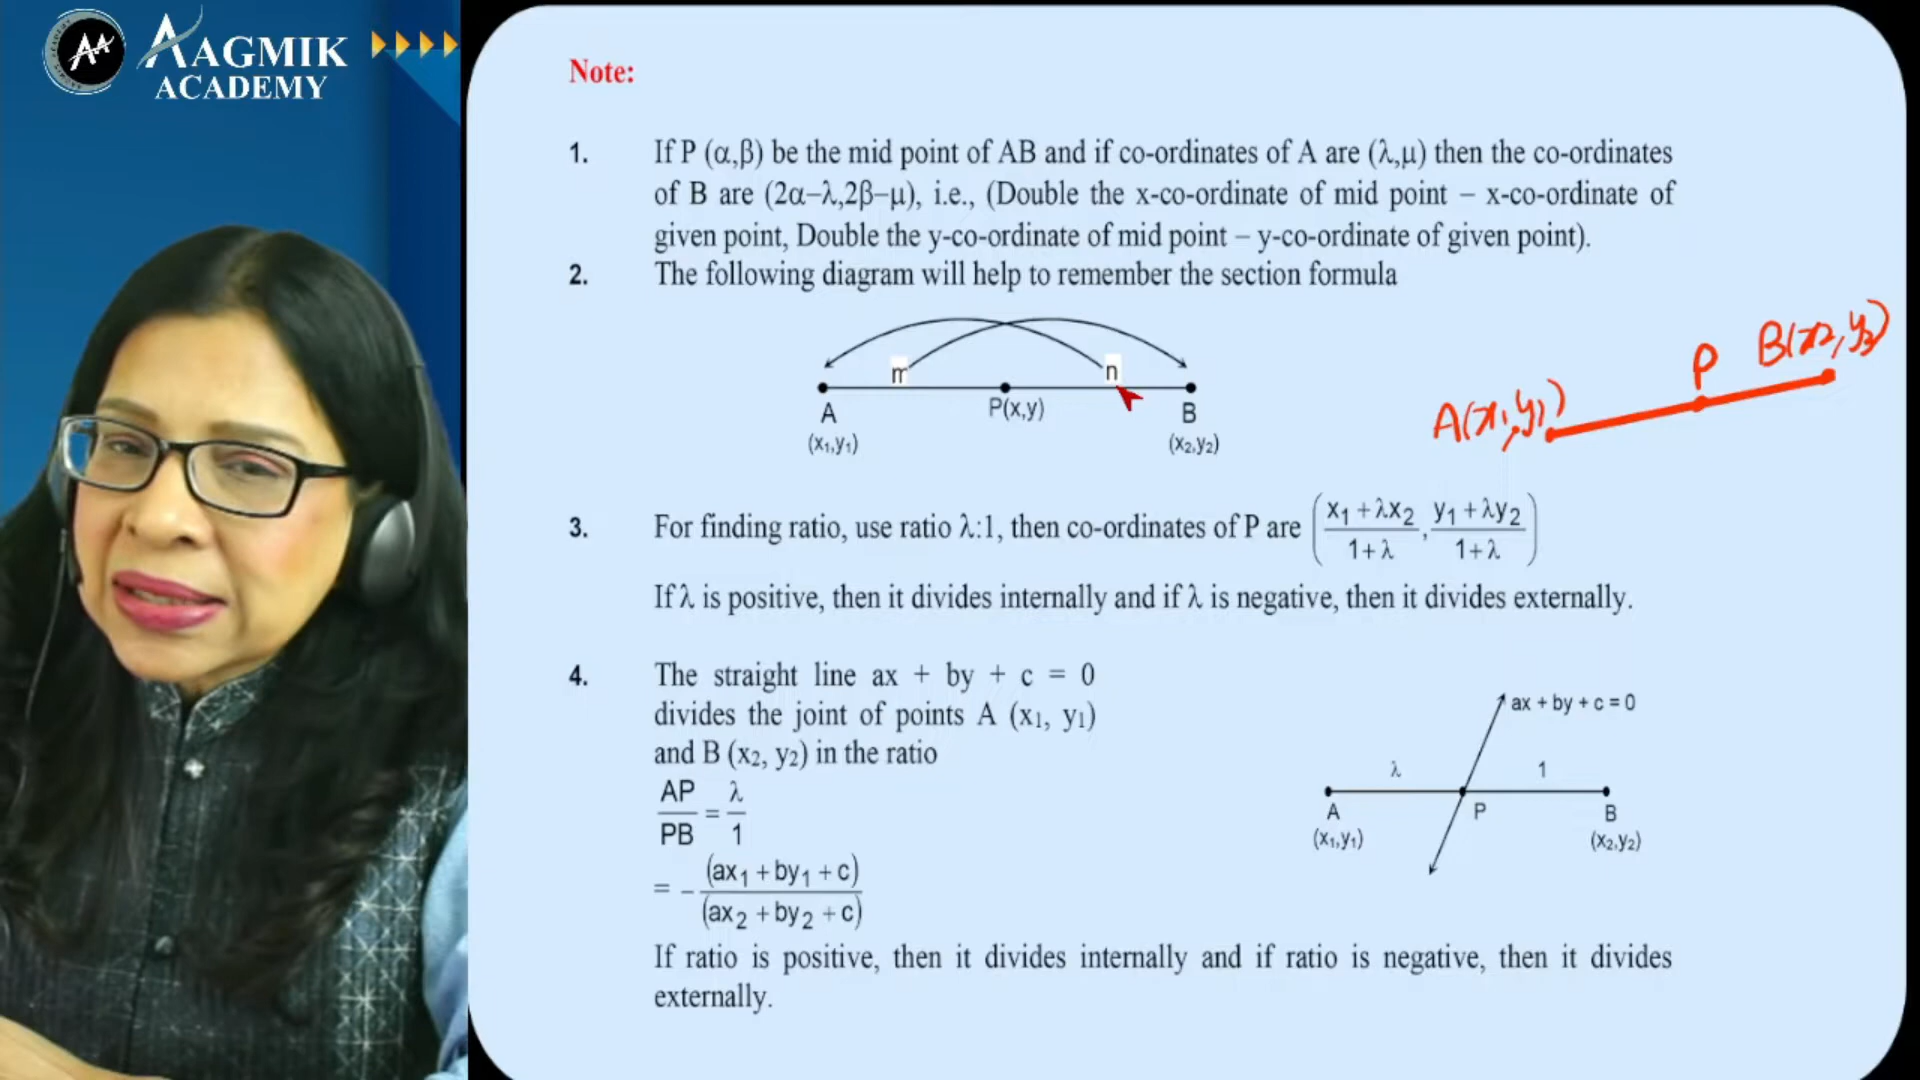 AAGMIK
ACADEMY
Note:
1. If P (α,β) be the mid point of AB and if co-ordinates of A are (λ,μ) then the co-ordinates
of B are (2α−λ,2β−μ), i.e., (Double the x-co-ordinate of mid point − x-co-ordinate of
given point, Double the y-co-ordinate of mid point − y-co-ordinate of given point).
2. The following diagram will help to remember the section formula
m n
A P(x,y) B
(x₁,y₁) (x₂,y₂)
P B(x2, y2)
A(x1, y1)
3. For finding ratio, use ratio λ:1, then co-ordinates of P are ((x₁+λx₂)/(1+λ), (y₁+λy₂)/(1+λ))
If λ is positive, then it divides internally and if λ is negative, then it divides externally.
4. The straight line ax + by + c = 0
divides the joint of points A (x₁, y₁)
and B (x₂, y₂) in the ratio
AP/PB = λ/1
= − (ax₁ + by₁ + c)/(ax₂ + by₂ + c)
ax + by + c = 0
λ 1
A P B
(x₁,y₁) (x₂,y₂)
If ratio is positive, then it divides internally and if ratio is negative, then it divides
externally.